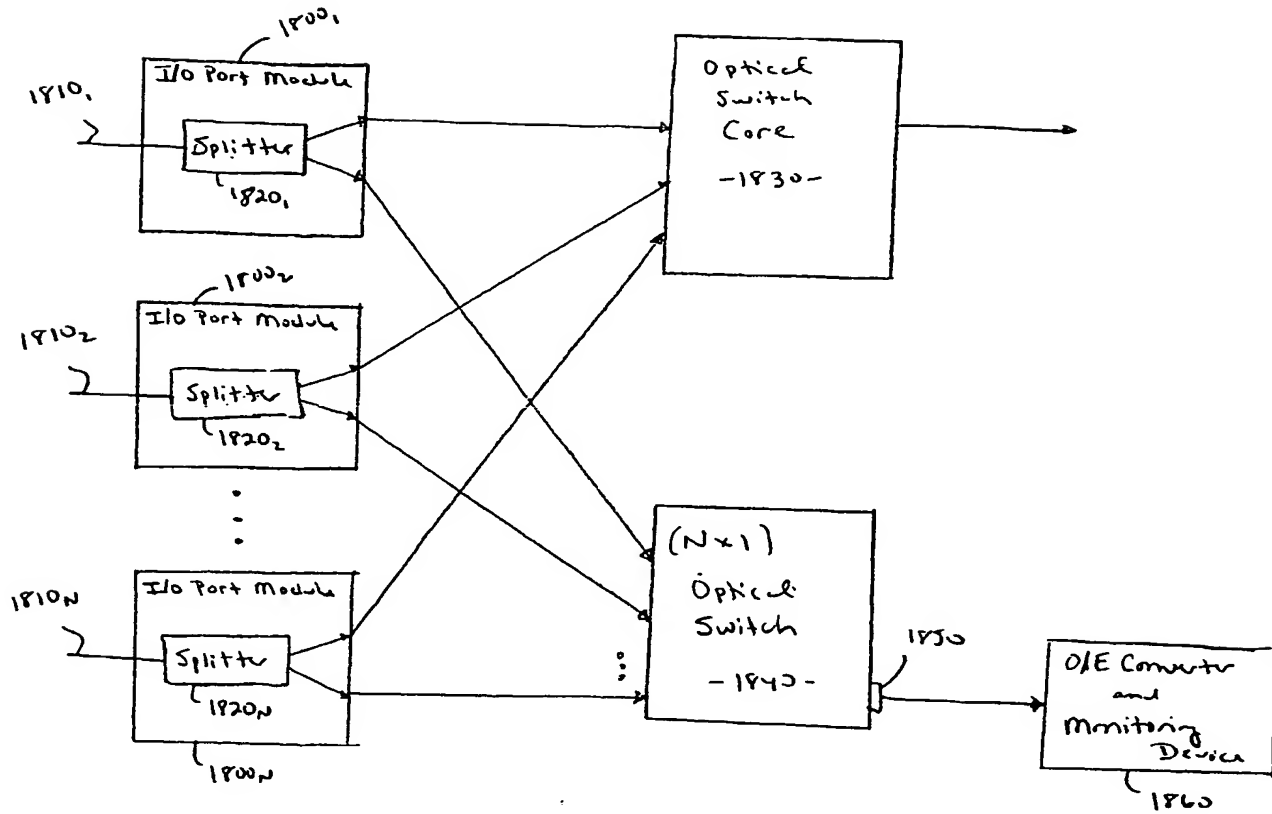 1800₁
I/O Port Module
1810₁
Splitter
1820₁
Optical
Switch
Core
-1830-
1800₂
I/O Port Module
1810₂
Splitter
1820₂
I/O Port Module
1810N
Splitter
1820N
1800N
(N×1)
Optical
Switch
-1840-
1850
O/E Converter
and
Monitoring
Device
1860